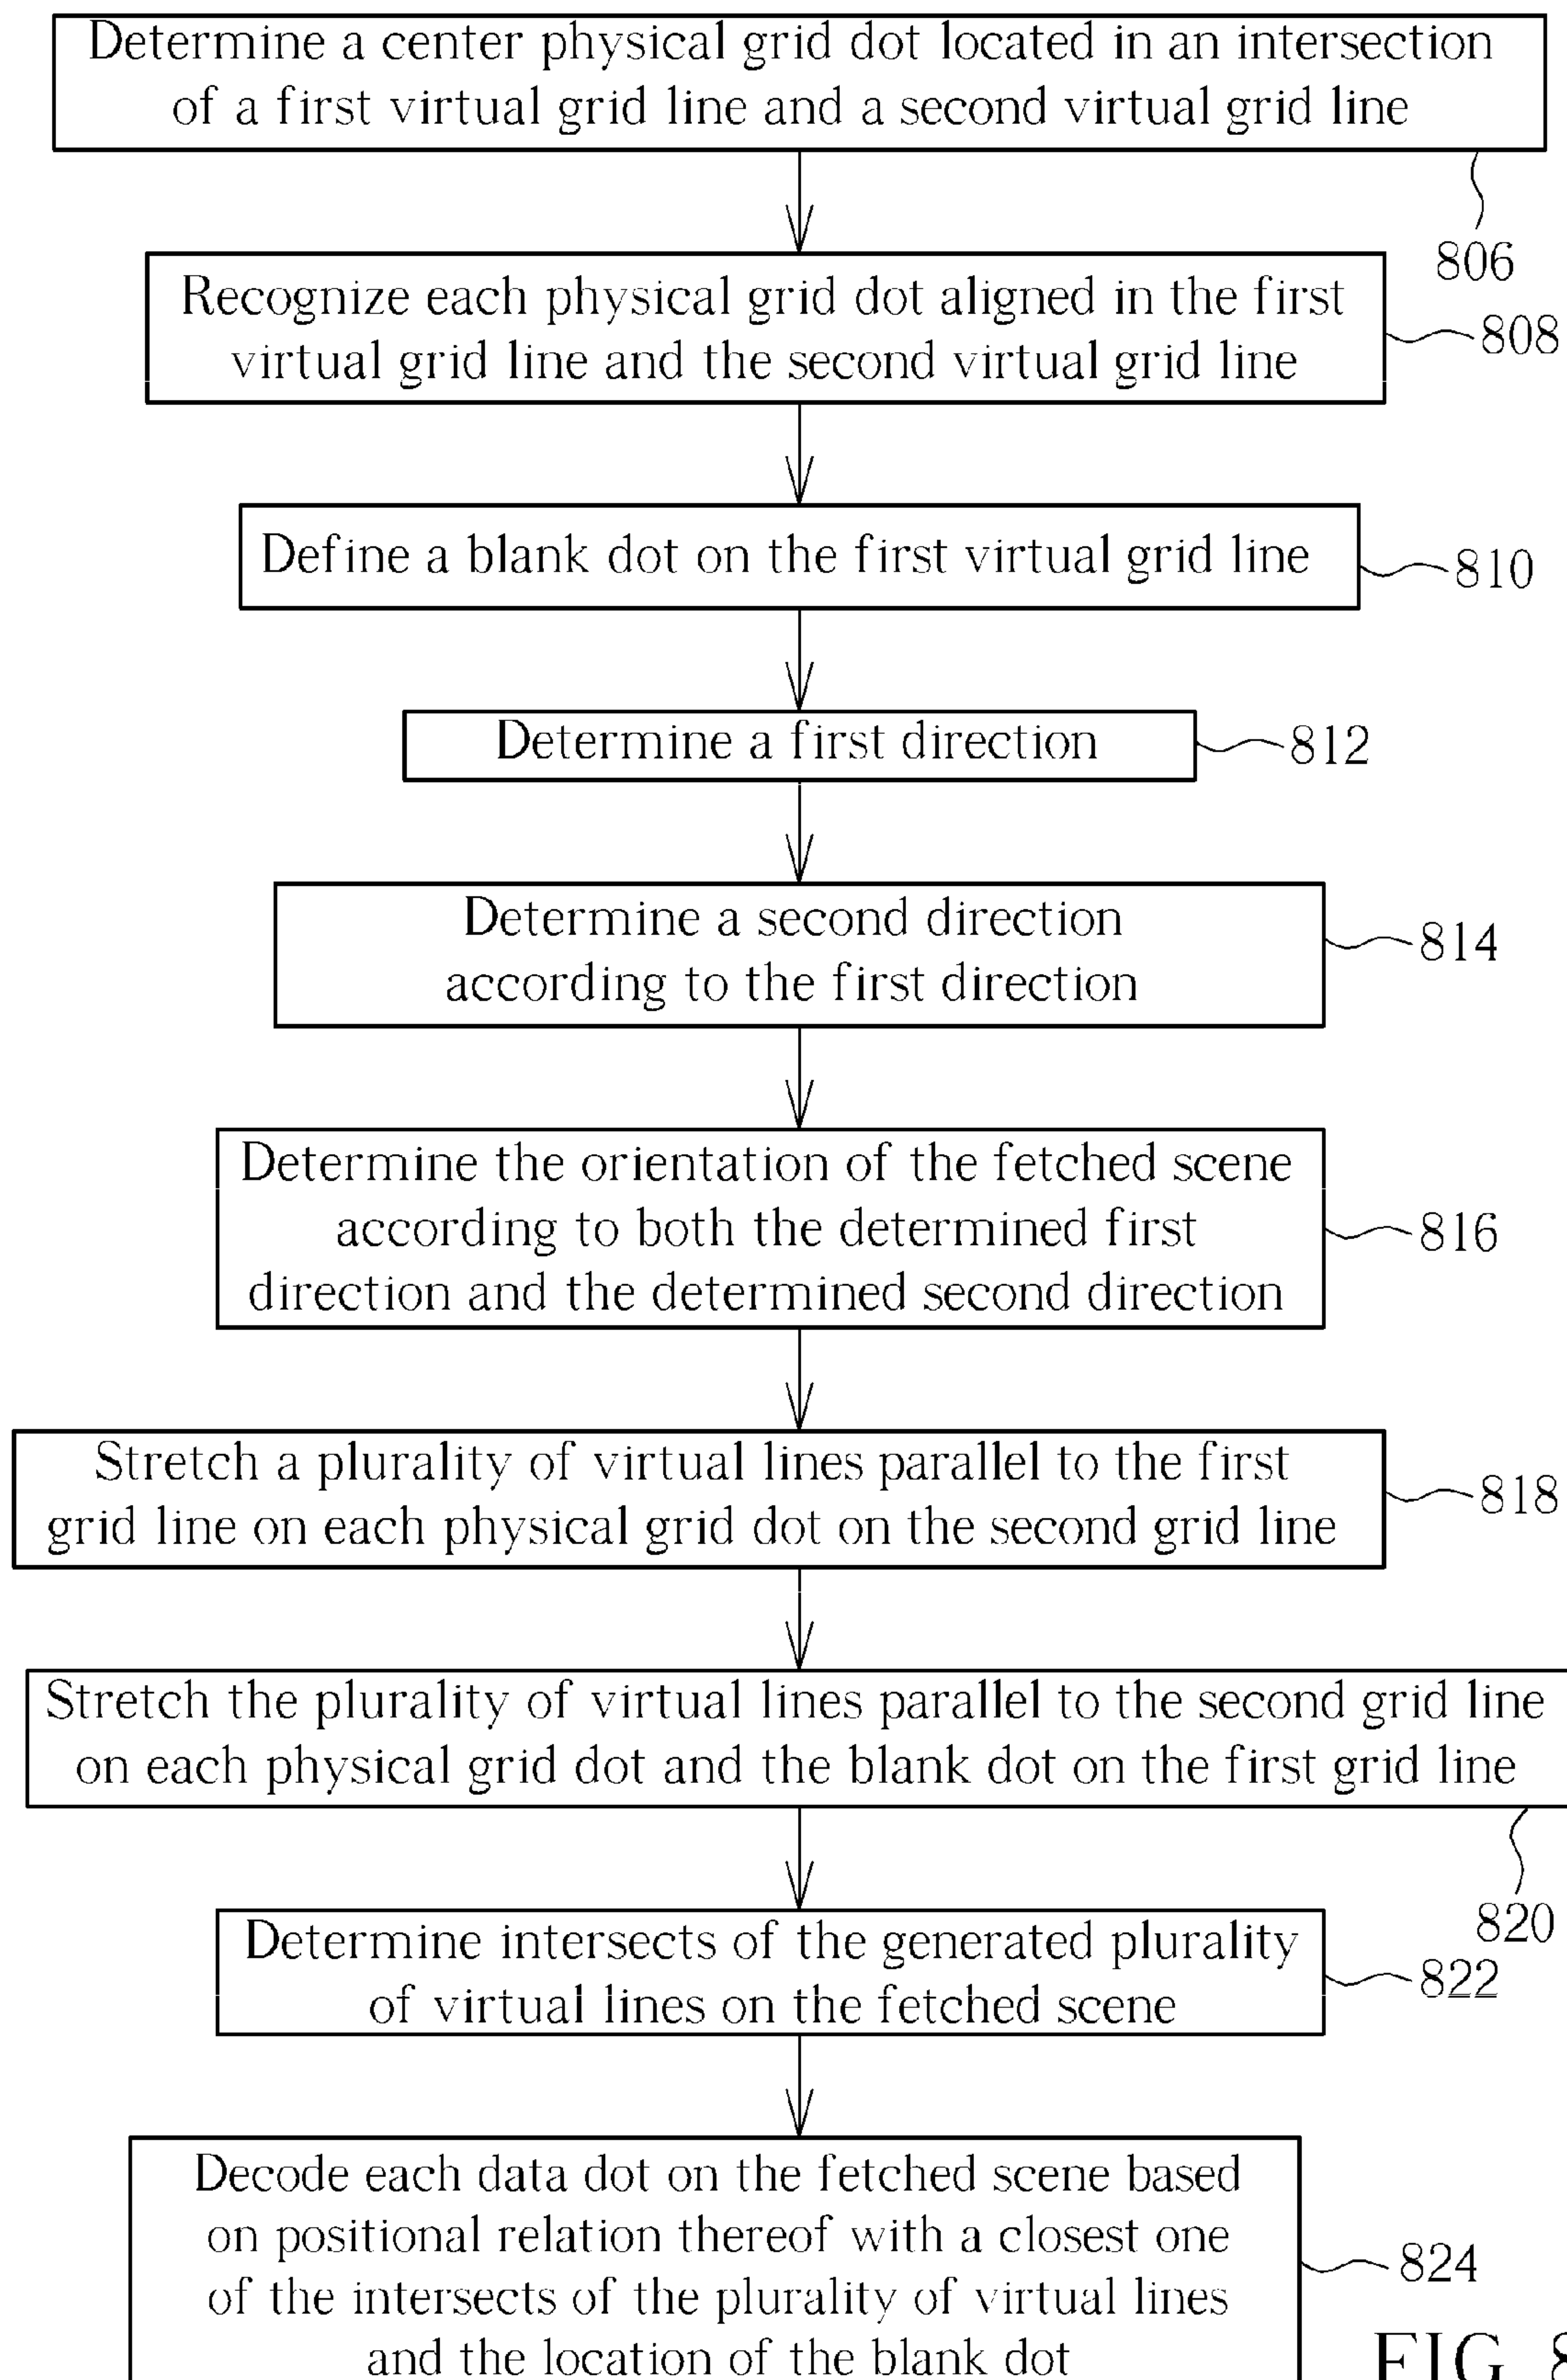 Determine a center physical grid dot located in an intersection
of a first virtual grid line and a second virtual grid line
806
Recognize each physical grid dot aligned in the first
virtual grid line and the second virtual grid line
808
Define a blank dot on the first virtual grid line
810
Determine a first direction
812
Determine a second direction
according to the first direction
814
Determine the orientation of the fetched scene
according to both the determined first
direction and the determined second direction
816
Stretch a plurality of virtual lines parallel to the first
grid line on each physical grid dot on the second grid line
818
Stretch the plurality of virtual lines parallel to the second grid line
on each physical grid dot and the blank dot on the first grid line
820
Determine intersects of the generated plurality
of virtual lines on the fetched scene
822
Decode each data dot on the fetched scene based
on positional relation thereof with a closest one
of the intersects of the plurality of virtual lines
and the location of the blank dot
824
FIG. 8